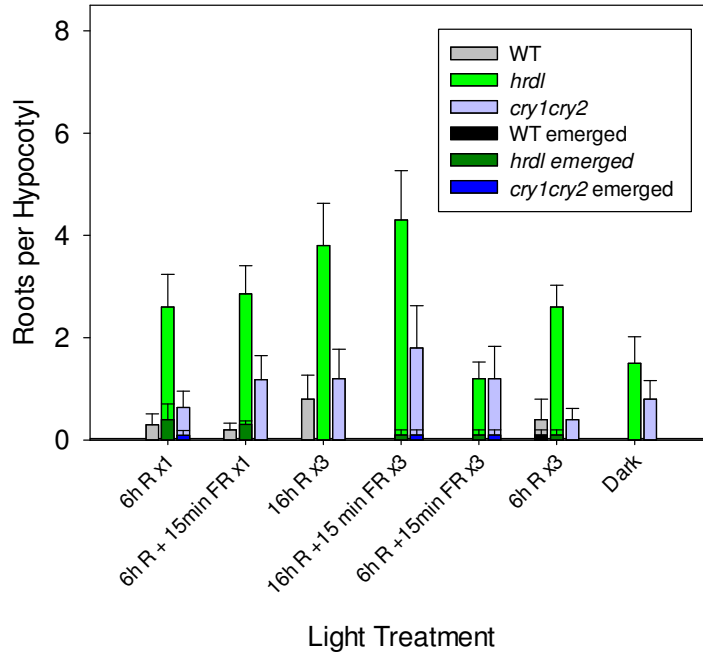 8
6
4
2
0
Roots per Hypocotyl
WT
hrdl
cry1cry2
WT emerged
hrdl emerged
cry1cry2 emerged
6h R x1
6h R + 15min FR x1
16h R x3
16h R +15 min FR x3
6h R +15min FR x3
6h R x3
Dark
Light Treatment